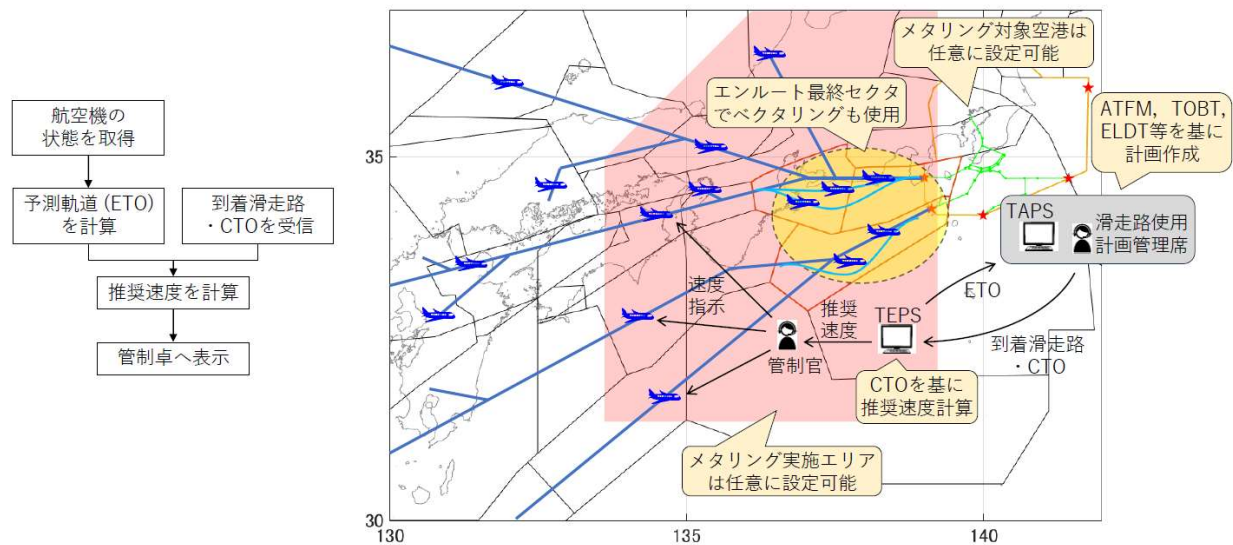 航空機の
状態を取得
予測軌道 (ETO)
を計算
到着滑走路
・CTOを受信
推奨速度を計算
管制卓へ表示
メタリング対象空港は
任意に設定可能
エンルート最終セクタ
でベクタリングも使用
ATFM，TOBT，
ELDT等を基に
計画作成
TAPS
滑走路使用
計画管理席
速度
指示
推奨
速度
TEPS
ETO
管制官
到着滑走路
・CTO
CTOを基に
推奨速度計算
メタリング実施エリア
は任意に設定可能
35
30
130
135
140